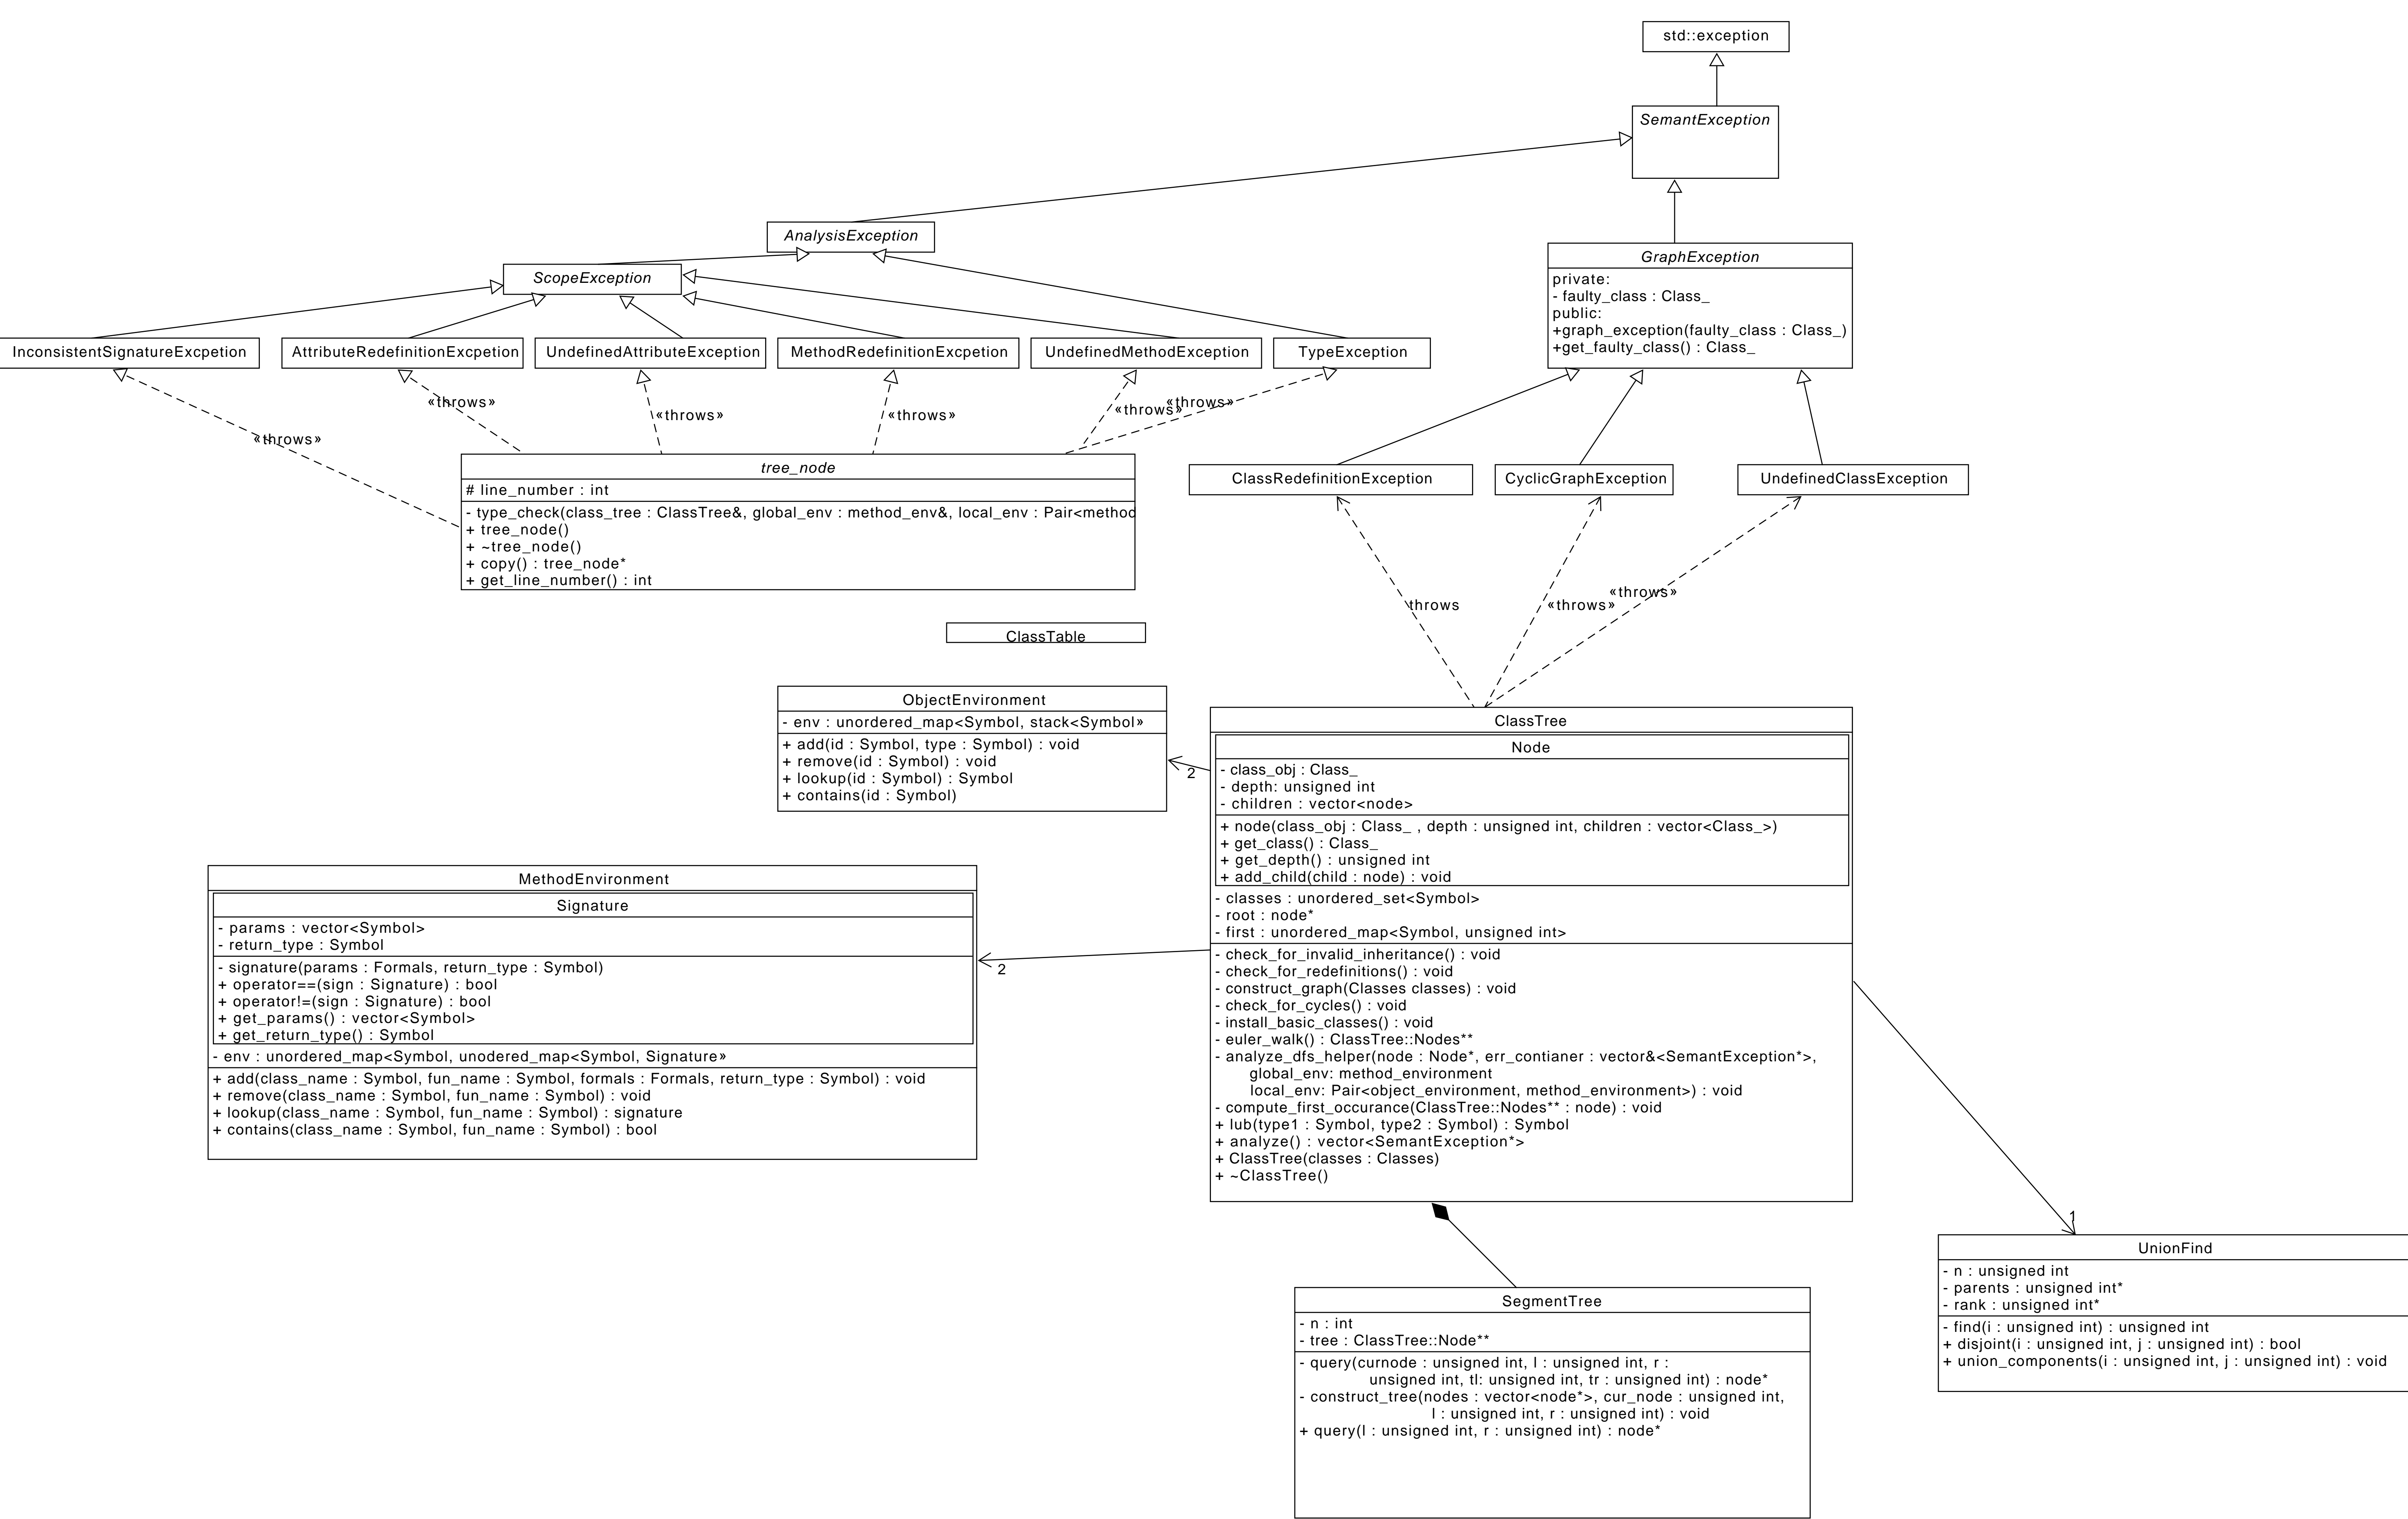 std::exception
SemantException
AnalysisException
ScopeException
GraphException
private:
- faulty_class : Class_
public:
+graph_exception(faulty_class : Class_)
+get_faulty_class() : Class_
InconsistentSignatureExcpetion
AttributeRedefinitionExcpetion
UndefinedAttributeException
MethodRedefinitionExcpetion
UndefinedMethodException
TypeException
«throws»
«throws»
«throws»
«throws»
«throws»
«throws»
tree_node
# line_number : int
- type_check(class_tree : ClassTree&, global_env : method_env&, local_env : Pair<method
+ tree_node()
+ ~tree_node()
+ copy() : tree_node*
+ get_line_number() : int
ClassRedefinitionException
CyclicGraphException
UndefinedClassException
throws
«throws»
«throws»
ClassTable
ObjectEnvironment
- env : unordered_map<Symbol, stack<Symbol»
+ add(id : Symbol, type : Symbol) : void
+ remove(id : Symbol) : void
+ lookup(id : Symbol) : Symbol
+ contains(id : Symbol)
2
ClassTree
Node
- class_obj : Class_
- depth: unsigned int
- children : vector<node>
+ node(class_obj : Class_ , depth : unsigned int, children : vector<Class_>)
+ get_class() : Class_
+ get_depth() : unsigned int
+ add_child(child : node) : void
- classes : unordered_set<Symbol>
- root : node*
- first : unordered_map<Symbol, unsigned int>
- check_for_invalid_inheritance() : void
- check_for_redefinitions() : void
- construct_graph(Classes classes) : void
- check_for_cycles() : void
- install_basic_classes() : void
- euler_walk() : ClassTree::Nodes**
- analyze_dfs_helper(node : Node*, err_contianer : vector&<SemantException*>,
global_env: method_environment
local_env: Pair<object_environment, method_environment>) : void
- compute_first_occurance(ClassTree::Nodes** : node) : void
+ lub(type1 : Symbol, type2 : Symbol) : Symbol
+ analyze() : vector<SemantException*>
+ ClassTree(classes : Classes)
+ ~ClassTree()
MethodEnvironment
Signature
- params : vector<Symbol>
- return_type : Symbol
- signature(params : Formals, return_type : Symbol)
+ operator==(sign : Signature) : bool
+ operator!=(sign : Signature) : bool
+ get_params() : vector<Symbol>
+ get_return_type() : Symbol
- env : unordered_map<Symbol, unodered_map<Symbol, Signature»
+ add(class_name : Symbol, fun_name : Symbol, formals : Formals, return_type : Symbol) : void
+ remove(class_name : Symbol, fun_name : Symbol) : void
+ lookup(class_name : Symbol, fun_name : Symbol) : signature
+ contains(class_name : Symbol, fun_name : Symbol) : bool
2
1
UnionFind
- n : unsigned int
- parents : unsigned int*
- rank : unsigned int*
- find(i : unsigned int) : unsigned int
+ disjoint(i : unsigned int, j : unsigned int) : bool
+ union_components(i : unsigned int, j : unsigned int) : void
SegmentTree
- n : int
- tree : ClassTree::Node**
- query(curnode : unsigned int, l : unsigned int, r :
unsigned int, tl: unsigned int, tr : unsigned int) : node*
- construct_tree(nodes : vector<node*>, cur_node : unsigned int,
l : unsigned int, r : unsigned int) : void
+ query(l : unsigned int, r : unsigned int) : node*